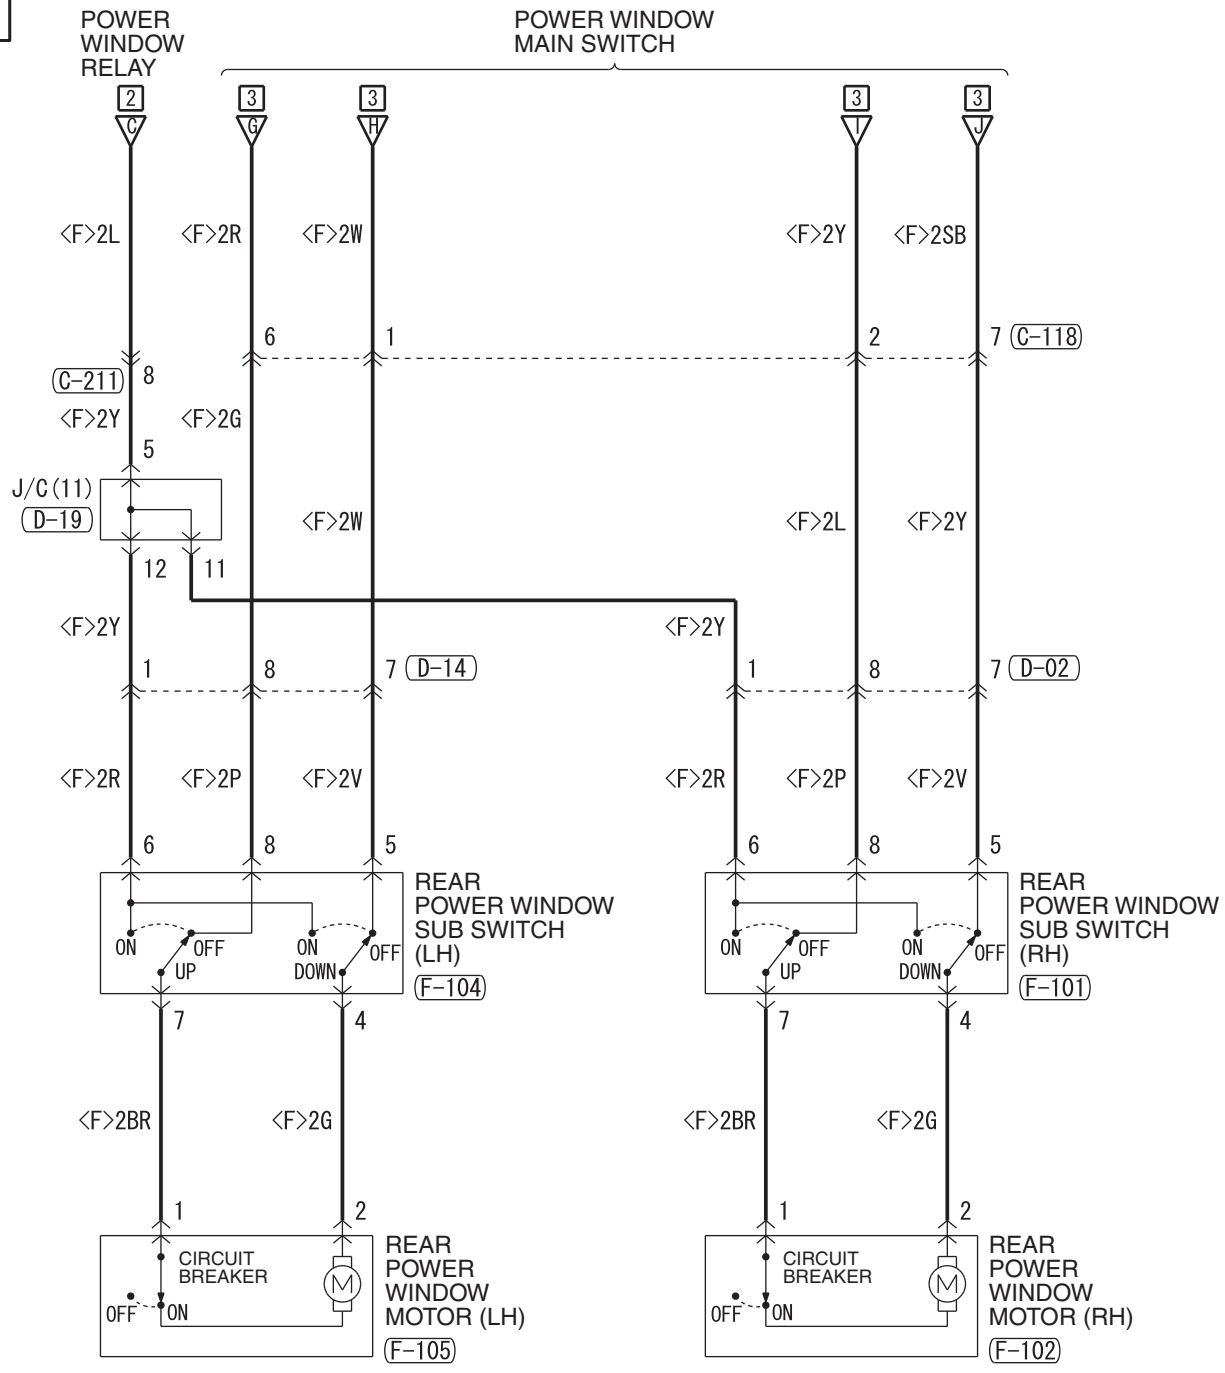 POWER
WINDOW
RELAY
POWER WINDOW
MAIN SWITCH
2 3 3 3 3
C G H I J
<F>2L <F>2R <F>2W <F>2Y <F>2SB
6 1 2 7 C-118
C-211 8
<F>2Y <F>2G
5
J/C(11)
D-19
<F>2W <F>2L <F>2Y
12 11
<F>2Y <F>2Y
1 8 7 D-14 1 8 7 D-02
<F>2R <F>2P <F>2V <F>2R <F>2P <F>2V
6 8 5 6 8 5
REAR
POWER WINDOW
SUB SWITCH
(LH)
F-104
ON OFF UP ON OFF DOWN
REAR
POWER WINDOW
SUB SWITCH
(RH)
F-101
ON OFF UP ON OFF DOWN
7 4 7 4
<F>2BR <F>2G <F>2BR <F>2G
1 2 1 2
CIRCUIT
BREAKER
M
OFF ON
REAR
POWER
WINDOW
MOTOR (LH)
F-105
CIRCUIT
BREAKER
M
OFF ON
REAR
POWER
WINDOW
MOTOR (RH)
F-102